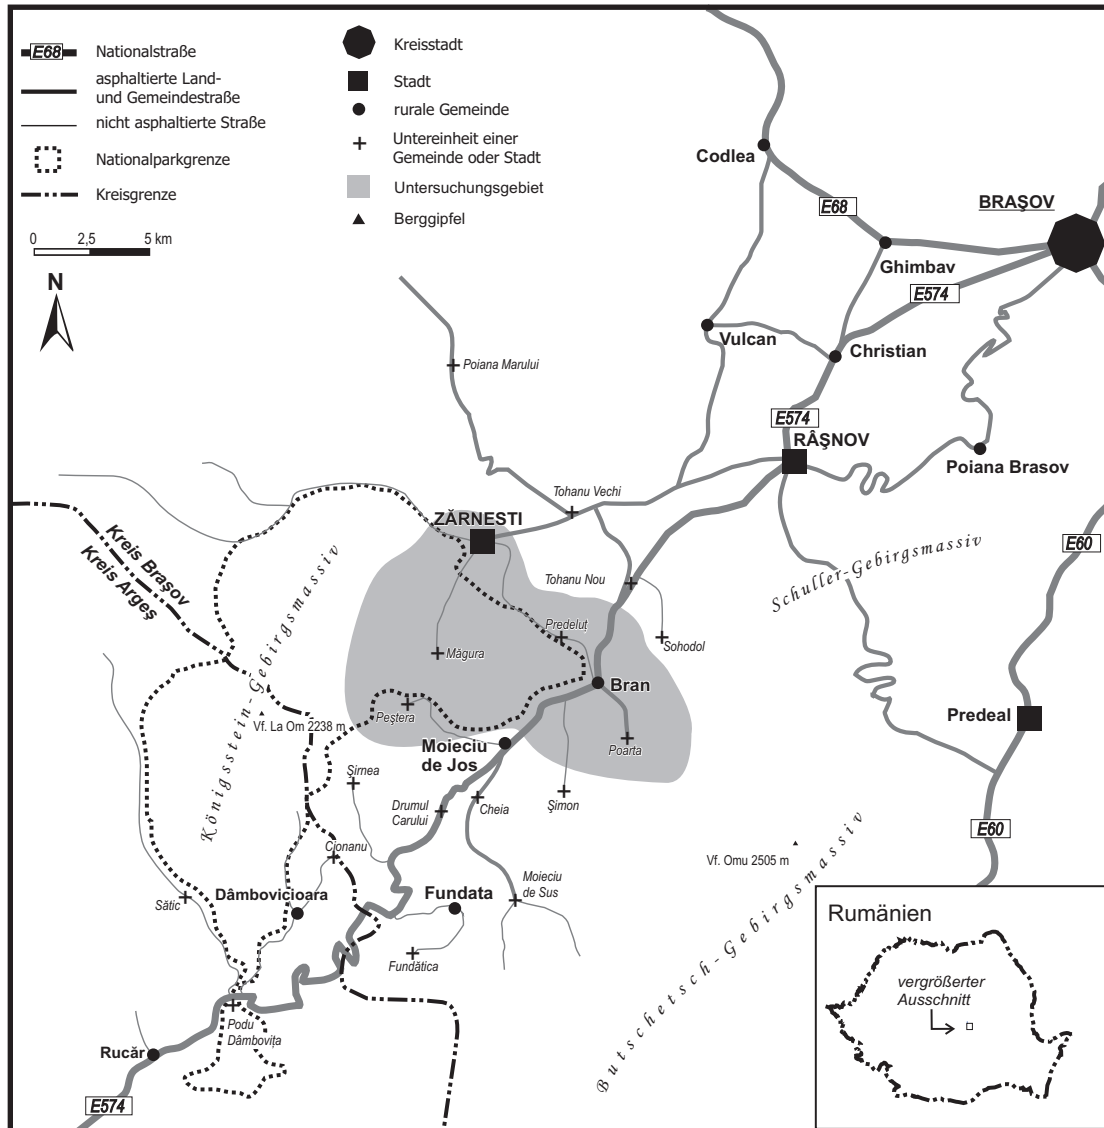 E68
Nationalstraße
asphaltierte Land-
und Gemeindestraße
nicht asphaltierte Straße
Nationalparkgrenze
Kreisgrenze
0 2,5 5 km
N
Kreisstadt
Stadt
rurale Gemeinde
Untereinheit einer
Gemeinde oder Stadt
Untersuchungsgebiet
Berggipfel
Codlea
E68
BRAŞOV
Ghimbav
E574
Vulcan
Christian
Poiana Marului
E574
RÂŞNOV
Poiana Brasov
Tohanu Vechi
ZĂRNESTI
Kreis Braşov
Kreis Argeş
Königsstein-Gebirgsmassiv
Schuller-Gebirgsmassiv
E60
Tohanu Nou
Predeluţ
Sohodol
Măgura
Bran
Peştera
Vf. La Om 2238 m
Predeal
Moieciu
de Jos
Poarta
Şirnea
Drumul
Carului
Cheia
Şimon
E60
Cionanu
Vf. Omu 2505 m
Moieciu
de Sus
Dâmbovicioara
Fundata
Sătic
Fundătica
Butschetsch-Gebirgsmassiv
Podu
Dâmboviţa
Rucăr
E574
Rumänien
vergrößerter
Ausschnitt